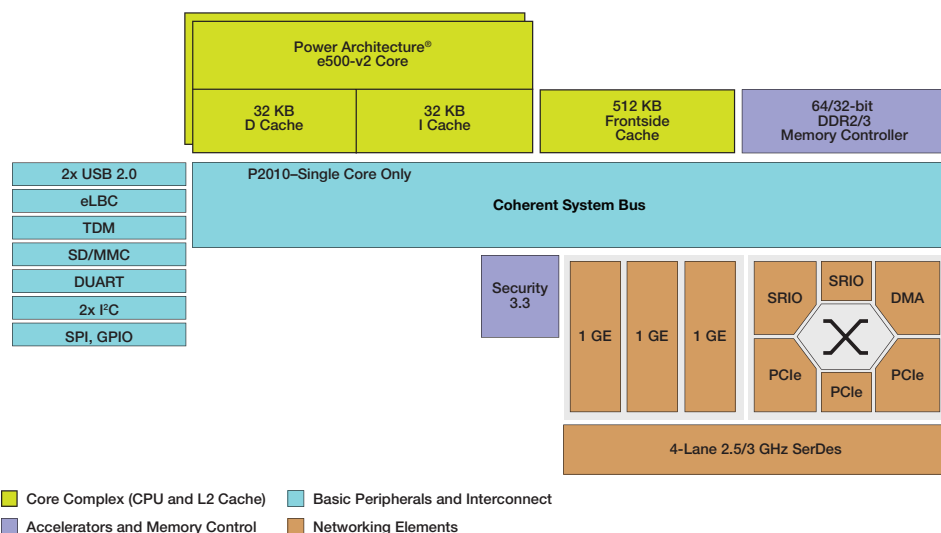 Power Architecture®
e500-v2 Core
32 KB
D Cache
32 KB
I Cache
512 KB
Frontside
Cache
64/32-bit
DDR2/3
Memory Controller
2x USB 2.0
eLBC
TDM
SD/MMC
DUART
2x I²C
SPI, GPIO
P2010–Single Core Only
Coherent System Bus
Security
3.3
1 GE
1 GE
1 GE
SRIO
SRIO
DMA
PCIe
PCIe
PCIe
4-Lane 2.5/3 GHz SerDes
Core Complex (CPU and L2 Cache)
Basic Peripherals and Interconnect
Accelerators and Memory Control
Networking Elements